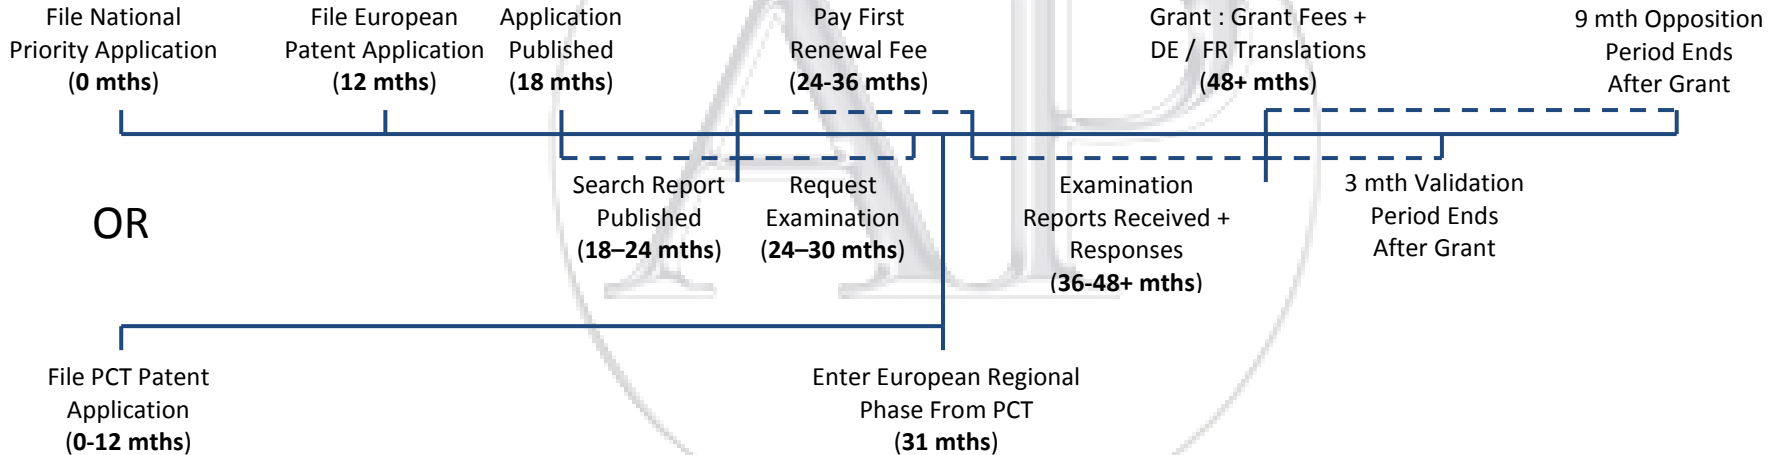 File National
Priority Application
(0 mths)
File European
Patent Application
(12 mths)
Application
Published
(18 mths)
Pay First
Renewal Fee
(24-36 mths)
Grant : Grant Fees +
DE / FR Translations
(48+ mths)
9 mth Opposition
Period Ends
After Grant
Search Report
Published
(18–24 mths)
Request
Examination
(24–30 mths)
Examination
Reports Received +
Responses
(36-48+ mths)
3 mth Validation
Period Ends
After Grant
OR
File PCT Patent
Application
(0-12 mths)
Enter European Regional
Phase From PCT
(31 mths)
AP